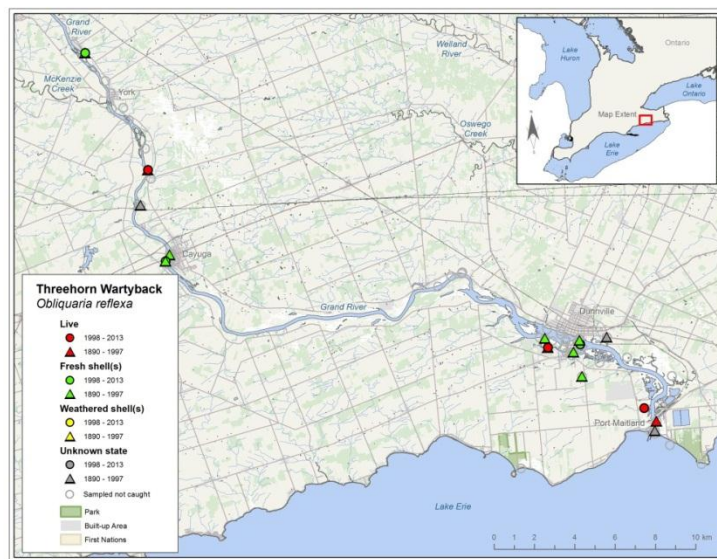 Grand
River
McKenzie
Creek
York
Welland
River
Oswego
Creek
Cayuga
Grand River
Dunnville
Port Maitland
Lake Erie
Ontario
Lake
Huron
Lake
Ontario
Map Extent
Lake
Erie
Threehorn Wartyback
Obliquaria reflexa
Live
1998 - 2013
1890 - 1997
Fresh shell(s)
1998 - 2013
1890 - 1997
Weathered shell(s)
1998 - 2013
1890 - 1997
Unknown state
1998 - 2013
1890 - 1997
Sampled not caught
Park
Built-up Area
First Nations
0 2 4 6 8 10 km